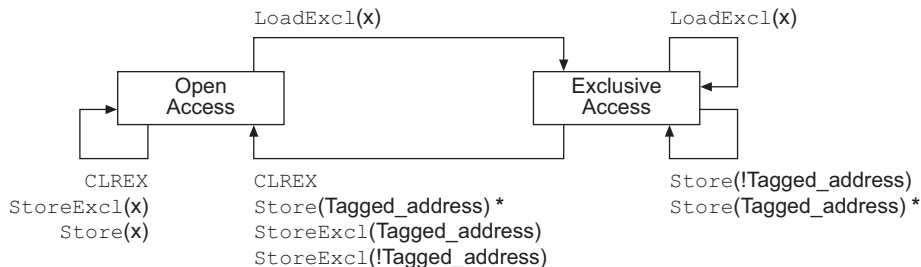 LoadExcl(x)
LoadExcl(x)
Open
Access
Exclusive
Access
CLREX
StoreExcl(x)
Store(x)
CLREX
Store(Tagged_address) *
StoreExcl(Tagged_address)
StoreExcl(!Tagged_address)
Store(!Tagged_address)
Store(Tagged_address) *